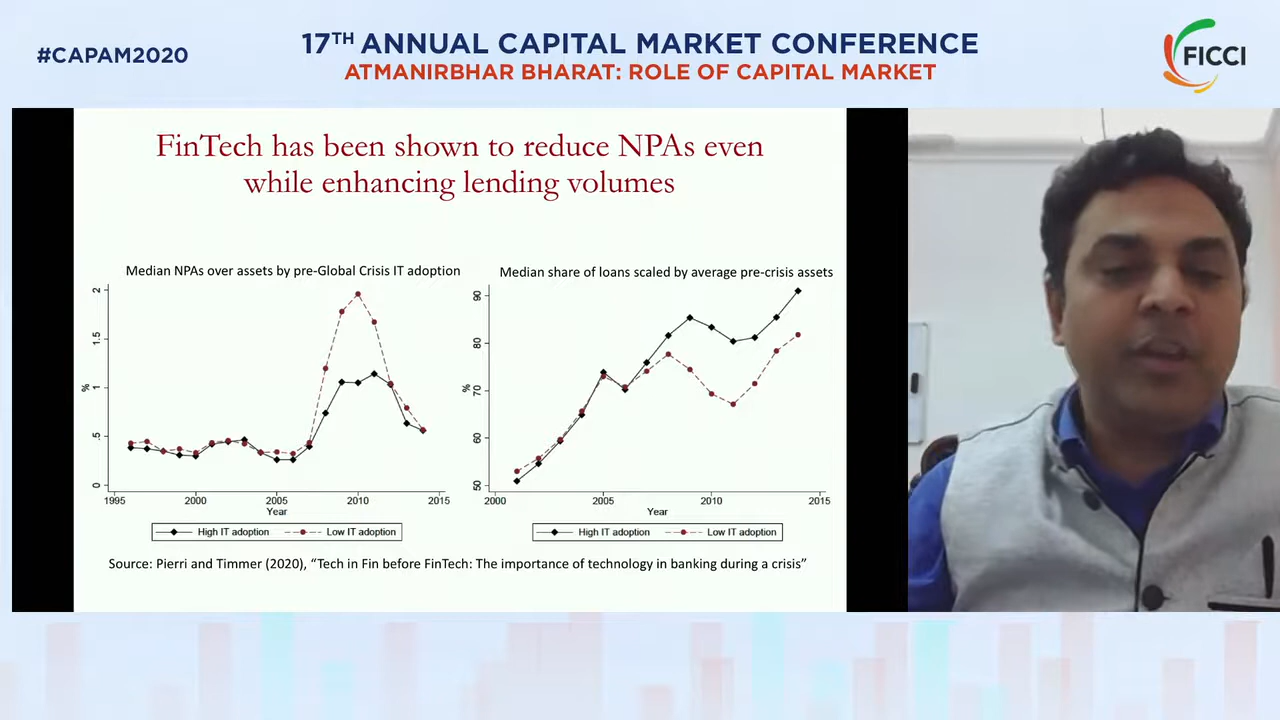 #CAPAM2020
17TH ANNUAL CAPITAL MARKET CONFERENCE
ATMANIRBHAR BHARAT: ROLE OF CAPITAL MARKET
FICCI
FinTech has been shown to reduce NPAs even
while enhancing lending volumes
Median NPAs over assets by pre-Global Crisis IT adoption
2
1.5
1
.5
0
%
1995 2000 2005 2010 2015
Year
High IT adoption Low IT adoption
Median share of loans scaled by average pre-crisis assets
90
80
70
60
50
%
2000 2005 2010 2015
Year
High IT adoption Low IT adoption
Source: Pierri and Timmer (2020), “Tech in Fin before FinTech: The importance of technology in banking during a crisis”